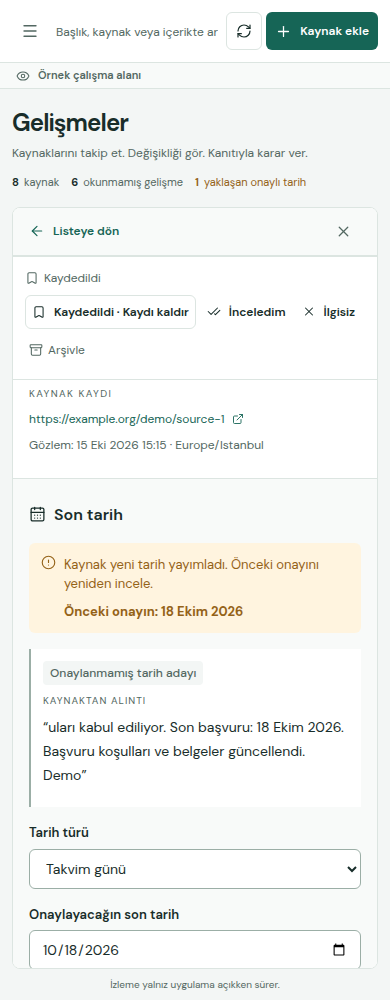 Başlık, kaynak veya içerikte ar
Kaynak ekle
Örnek çalışma alanı
Gelişmeler
Kaynaklarını takip et. Değişikliği gör. Kanıtıyla karar ver.
8 kaynak 6 okunmamış gelişme 1 yaklaşan onaylı tarih
Listeye dön
Kaydedildi
Kaydedildi · Kaydı kaldır İnceledim İlgisiz
Arşivle
KAYNAK KAYDI
https://example.org/demo/source-1
Gözlem: 15 Eki 2026 15:15 · Europe/Istanbul
Son tarih
Kaynak yeni tarih yayımladı. Önceki onayını
yeniden incele.
Önceki onayın: 18 Ekim 2026
Onaylanmamış tarih adayı
KAYNAKTAN ALINTI
“uları kabul ediliyor. Son başvuru: 18 Ekim 2026.
Başvuru koşulları ve belgeler güncellendi.
Demo”
Tarih türü
Takvim günü
Onaylayacağın son tarih
10/18/2026
İzleme yalnız uygulama açıkken sürer.